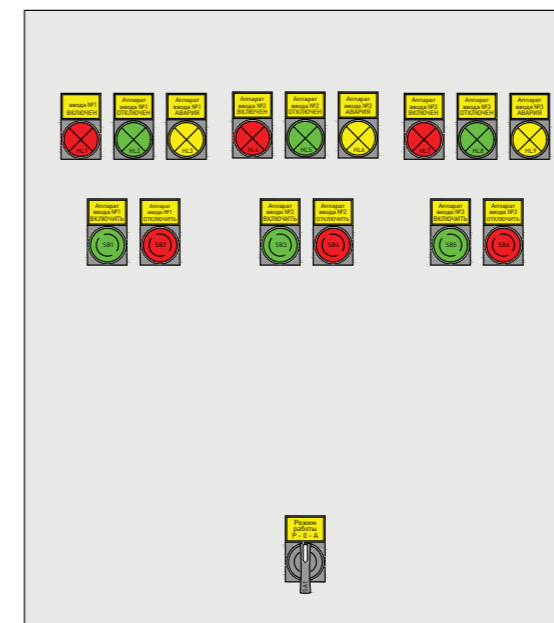 ввода №1
ВКЛЮЧЕН
Аппарат
ввода №1
ОТКЛЮЧЕН
Аппарат
ввода №1
АВАРИЯ
Аппарат
ввода №2
ВКЛЮЧЕН
Аппарат
ввода №2
ОТКЛЮЧЕН
Аппарат
ввода №2
АВАРИЯ
Аппарат
ввода №3
ВКЛЮЧЕН
Аппарат
ввода №3
ОТКЛЮЧЕН
Аппарат
ввода №3
АВАРИЯ
HL1
HL2
HL3
HL4
HL5
HL6
HL7
HL8
HL9
Аппарат
ввода №1
ВКЛЮЧИТЬ
Аппарат
ввода №1
ОТКЛЮЧИТЬ
Аппарат
ввода №2
ВКЛЮЧИТЬ
Аппарат
ввода №2
ОТКЛЮЧИТЬ
Аппарат
ввода №3
ВКЛЮЧИТЬ
Аппарат
ввода №3
ОТКЛЮЧИТЬ
SB1
SB2
SB3
SB4
SB5
SB6
Режим
работы
Р - 0 - А
SA1